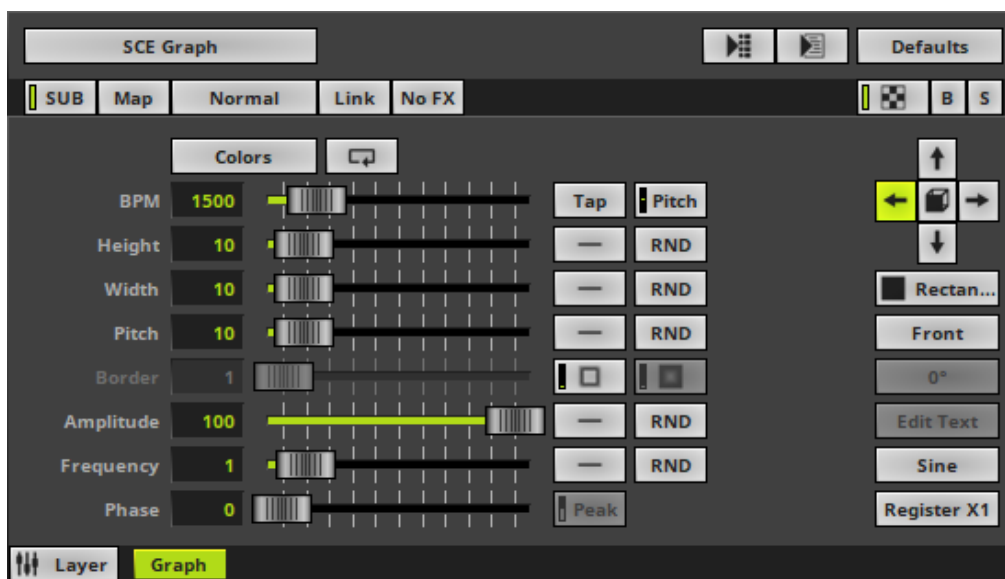 SCE Graph Defaults
SUB Map Normal Link No FX B S
Colors
BPM 1500 Tap Pitch
Height 10 RND
Width 10 RND Rectan...
Pitch 10 RND Front
Border 1 0°
Amplitude 100 RND Edit Text
Frequency 1 RND Sine
Phase 0 Peak Register X1
Layer Graph